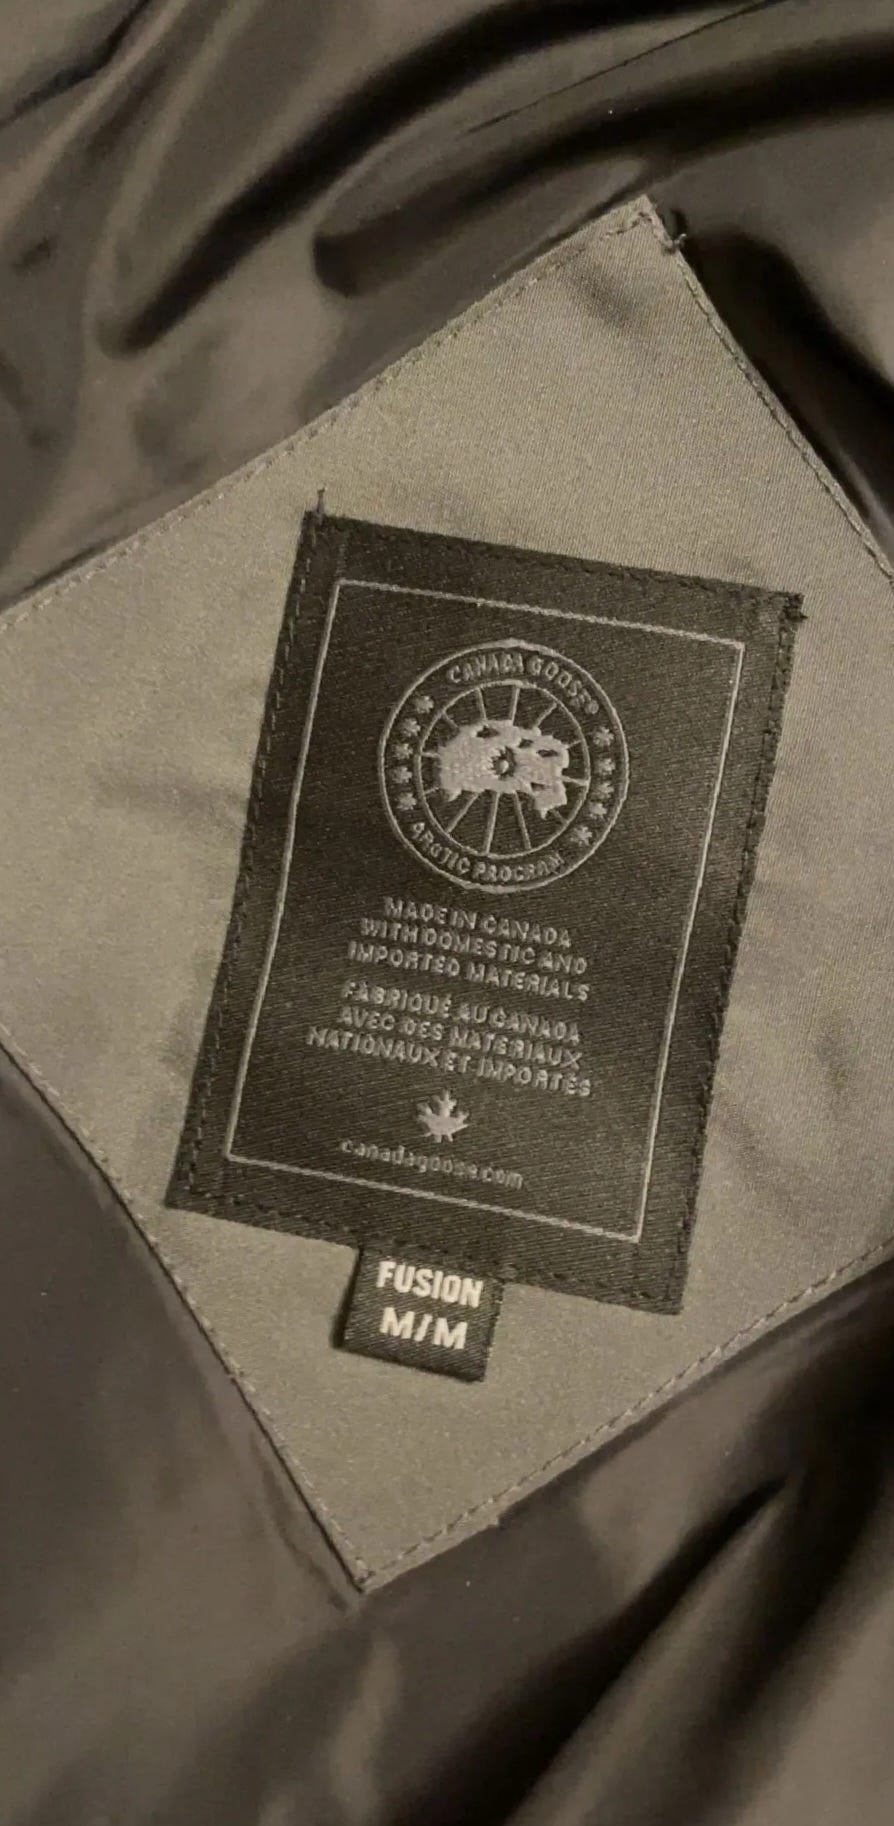 CANADA GOOSE®
ARCTIC PROGRAM
MADE IN CANADA
WITH DOMESTIC AND
IMPORTED MATERIALS
FABRIQUÉ AU CANADA
AVEC DES MATERIAUX
NATIONAUX ET IMPORTÉS
canadagoose.com
FUSION
M/M